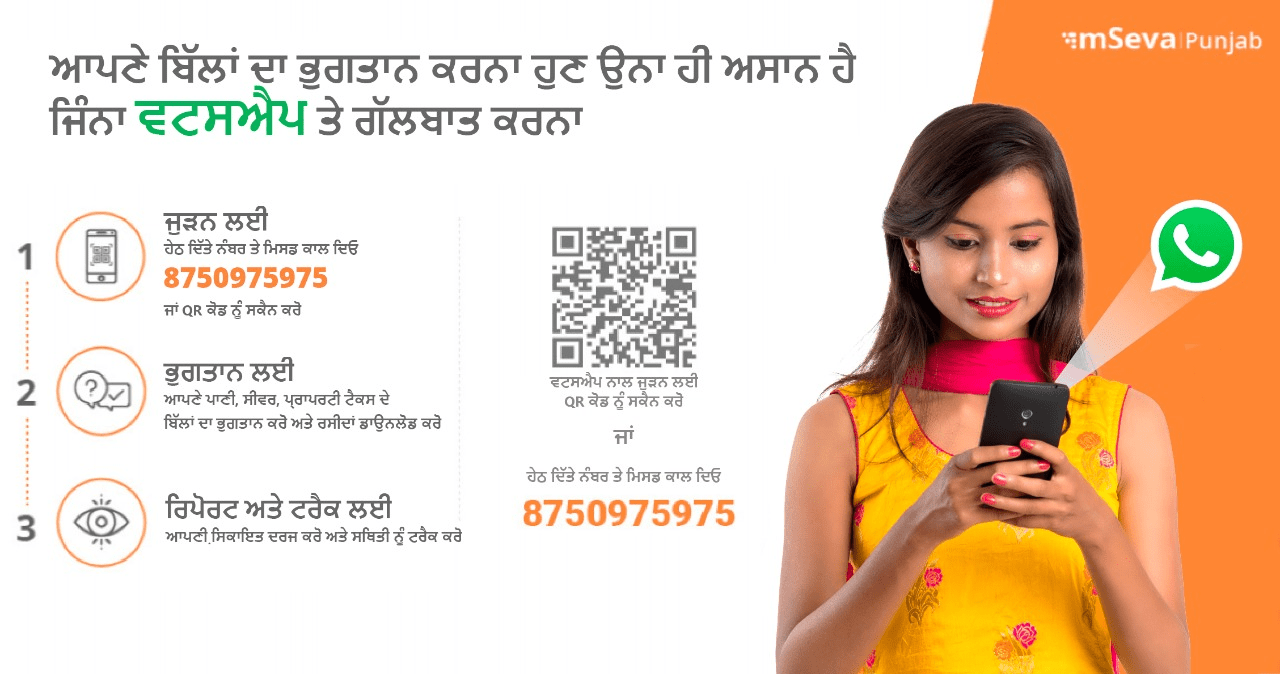 mSeva | Punjab
ਆਪਣੇ ਬਿੱਲਾਂ ਦਾ ਭੁਗਤਾਨ ਕਰਨਾ ਹੁਣ ਉਨਾ ਹੀ ਅਸਾਨ ਹੈ
ਜਿੰਨਾ ਵਟਸਐਪ ਤੇ ਗੱਲਬਾਤ ਕਰਨਾ
1
ਜੁੜਨ ਲਈ
ਹੇਠ ਦਿੱਤੇ ਨੰਬਰ ਤੇ ਮਿਸਡ ਕਾਲ ਦਿਓ
8750975975
ਜਾਂ QR ਕੋਡ ਨੂੰ ਸਕੈਨ ਕਰੋ
2
ਭੁਗਤਾਨ ਲਈ
ਆਪਣੇ ਪਾਣੀ, ਸੀਵਰ, ਪ੍ਰਾਪਰਟੀ ਟੈਕਸ ਦੇ
ਬਿੱਲਾਂ ਦਾ ਭੁਗਤਾਨ ਕਰੋ ਅਤੇ ਰਸੀਦਾਂ ਡਾਉਨਲੋਡ ਕਰੋ
3
ਰਿਪੋਰਟ ਅਤੇ ਟਰੈਕ ਲਈ
ਆਪਣੀ ਸ਼ਿਕਾਇਤ ਦਰਜ ਕਰੋ ਅਤੇ ਸਥਿਤੀ ਨੂੰ ਟਰੈਕ ਕਰੋ
ਵਟਸਐਪ ਨਾਲ ਜੁੜਨ ਲਈ
QR ਕੋਡ ਨੂੰ ਸਕੈਨ ਕਰੋ
ਜਾਂ
ਹੇਠ ਦਿੱਤੇ ਨੰਬਰ ਤੇ ਮਿਸਡ ਕਾਲ ਦਿਓ
8750975975